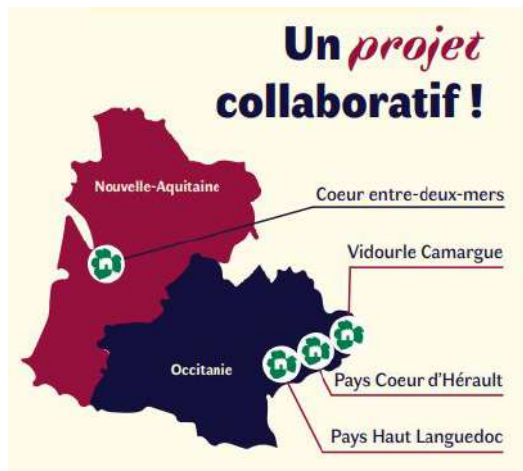 Un projet
collaboratif !
Nouvelle-Aquitaine
Coeur entre-deux-mers
Vidourle Camargue
Occitanie
Pays Coeur d'Hérault
Pays Haut Languedoc